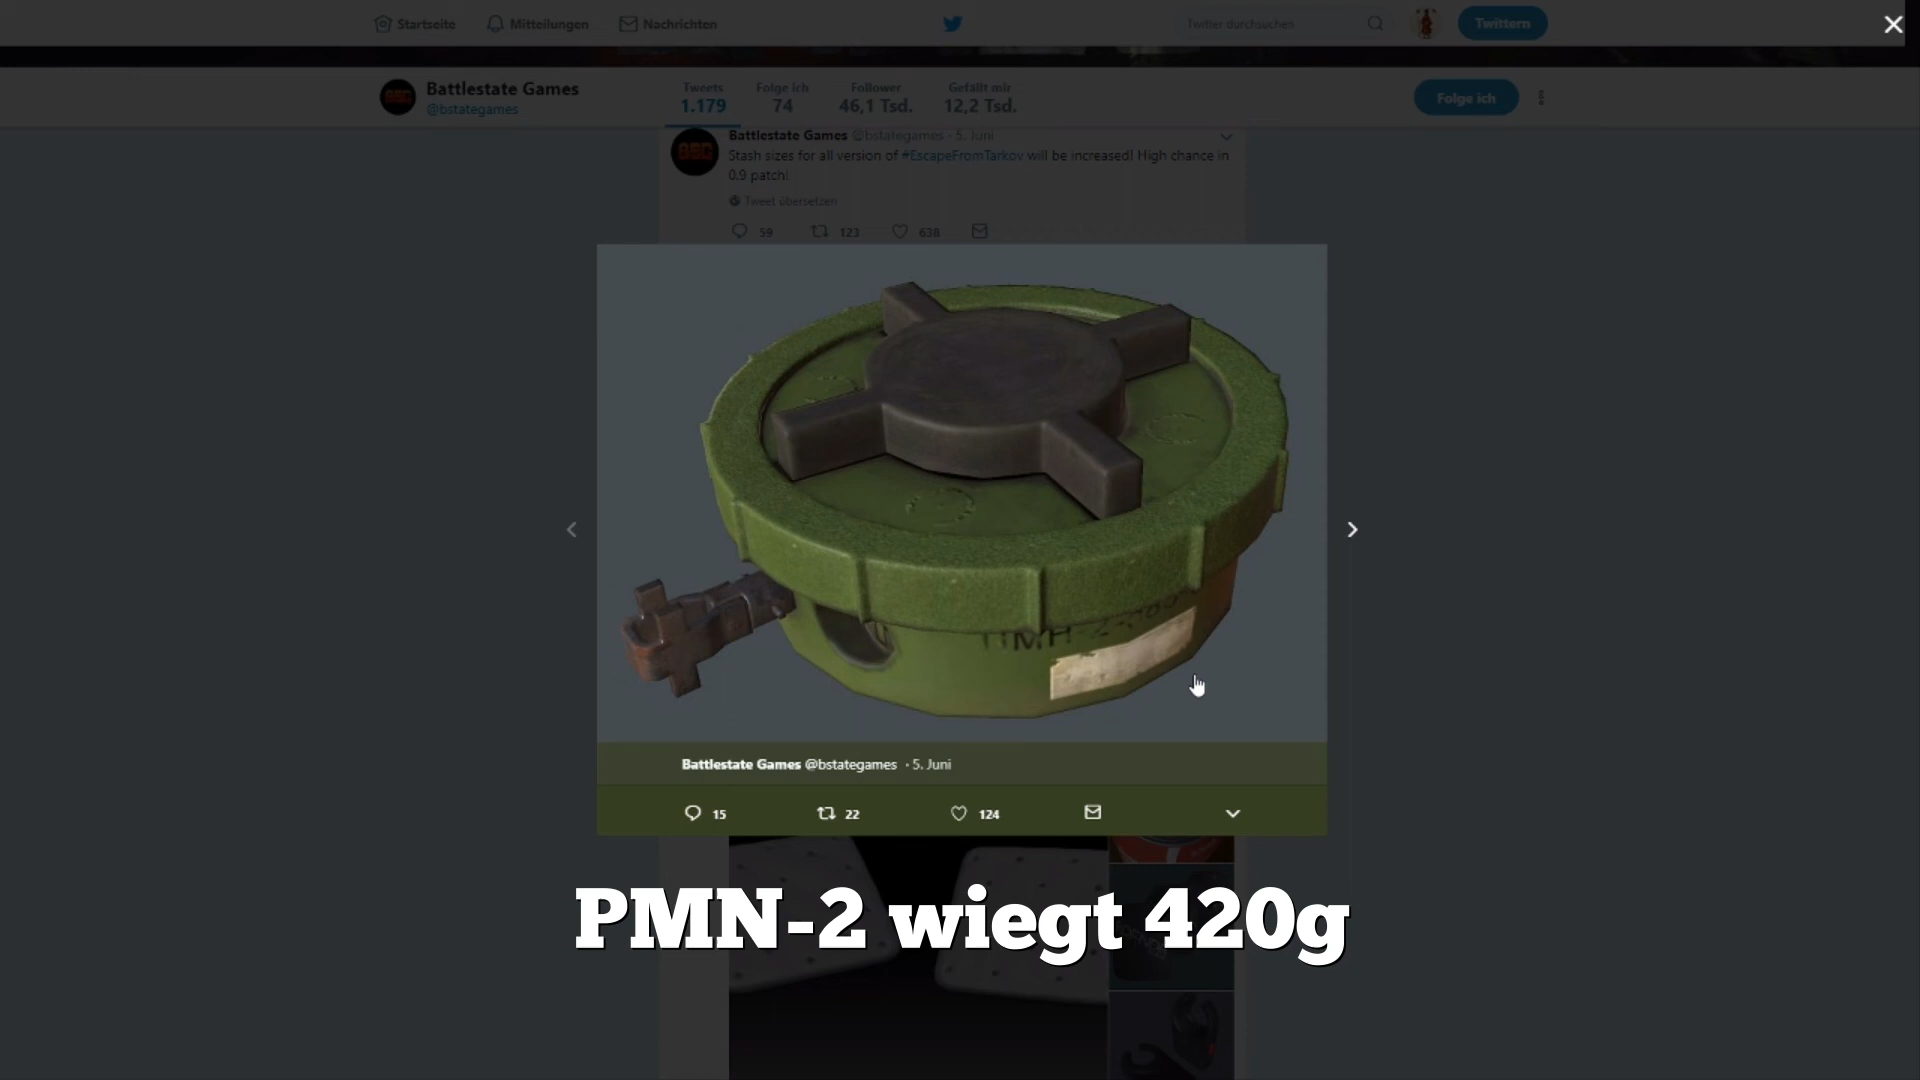 Startseite
Mitteilungen
Nachrichten
Twitter durchsuchen
Twittern
Battlestate Games
@bstategames
Tweets
1.179
Folge ich
74
Follower
46,1 Tsd.
Gefällt mir
12,2 Tsd.
Folge ich
Battlestate Games @bstategames · 5. Juni
Stash sizes for all version of #EscapeFromTarkov will be increased! High chance in
0.9 patch!
Tweet übersetzen
59 123 638
Battlestate Games @bstategames · 5. Juni
15 22 124
PMN-2 wiegt 420g